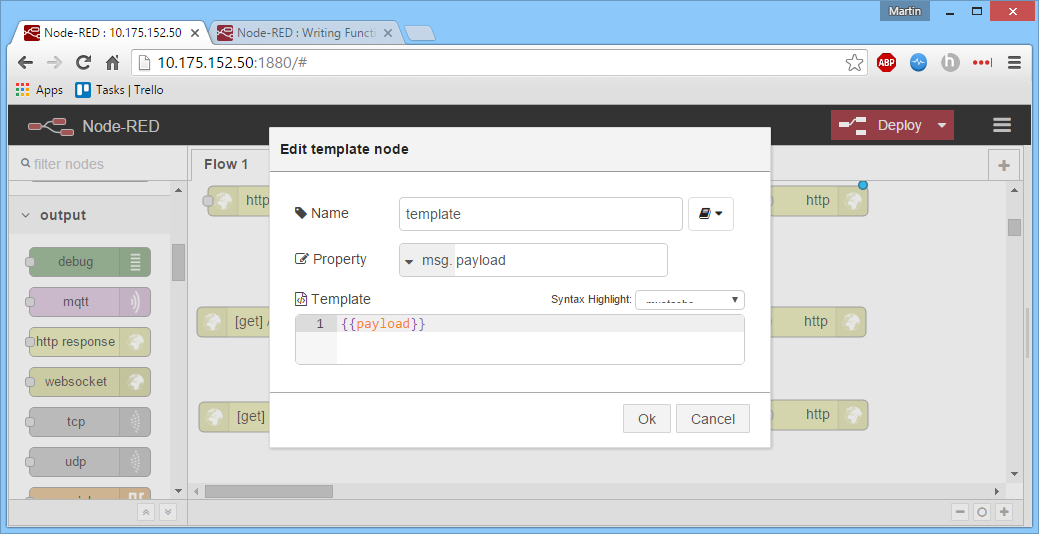 Martin
Node-RED : 10.175.152.50
Node-RED : Writing Functi
10.175.152.50:1880/#
ABP
h
Apps
Tasks | Trello
Node-RED
Deploy
filter nodes
Flow 1
Edit template node
output
http
http
Name
template
debug
Property
msg. payload
mqtt
Template
Syntax Highlight:
1 {{payload}}
[get]
http
http response
websocket
[get]
http
tcp
Ok
Cancel
udp